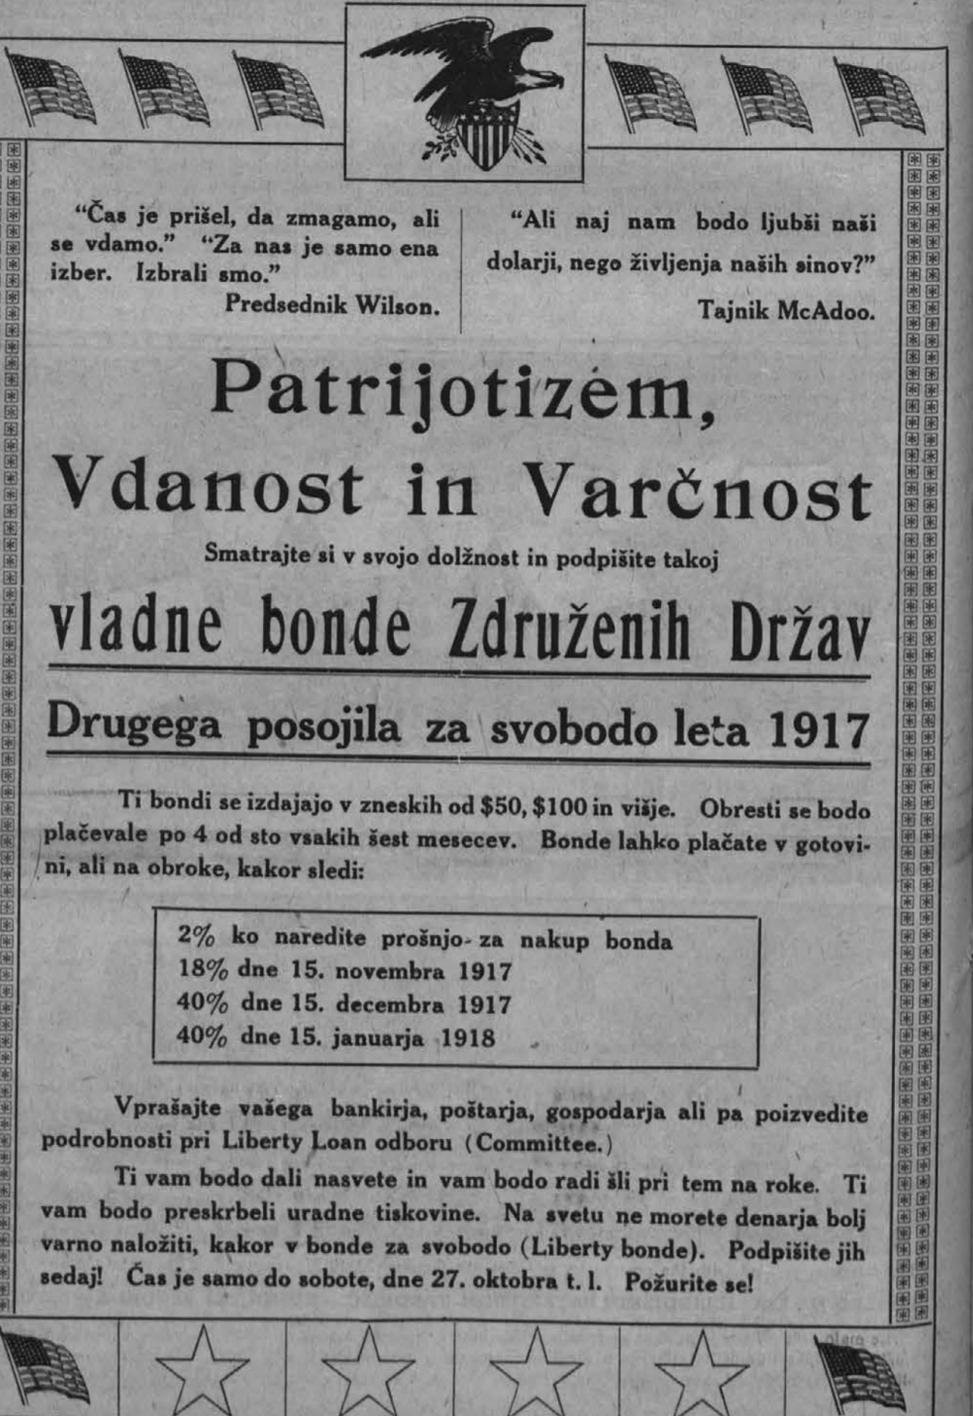 “Čas je prišel, da zmagamo, ali
se vdamo.” “Za nas je samo ena
izber. Izbrali smo.”
Predsednik Wilson.
“Ali naj nam bodo ljubši naši
dolarji, nego življenja naših sinov?”
Tajnik McAdoo.
Patrijotizem,
Vdanost in Varčnost
Smatrajte si v svojo dolžnost in podpišite takoj
vladne bonde Združenih Držav
Drugega posojila za svobodo leta 1917
Ti bondi se izdajajo v zneskih od $50, $100 in višje. Obresti se bodo
plačevale po 4 od sto vsakih šest mesecev. Bonde lahko plačate v gotovi-
ni, ali na obroke, kakor sledi:
2% ko naredite prošnjo za nakup bonda
18% dne 15. novembra 1917
40% dne 15. decembra 1917
40% dne 15. januarja 1918
Vprašajte vašega bankirja, poštarja, gospodarja ali pa poizvedite
podrobnosti pri Liberty Loan odboru (Committee.)
Ti vam bodo dali nasvete in vam bodo radi šli pri tem na roke. Ti
vam bodo preskrbeli uradne tiskovine. Na svetu ne morete denarja bolj
varno naložiti, kakor v bonde za svobodo (Liberty bonde). Podpišite jih
sedaj! Čas je samo do sobote, dne 27. oktobra t. l. Požurite se!